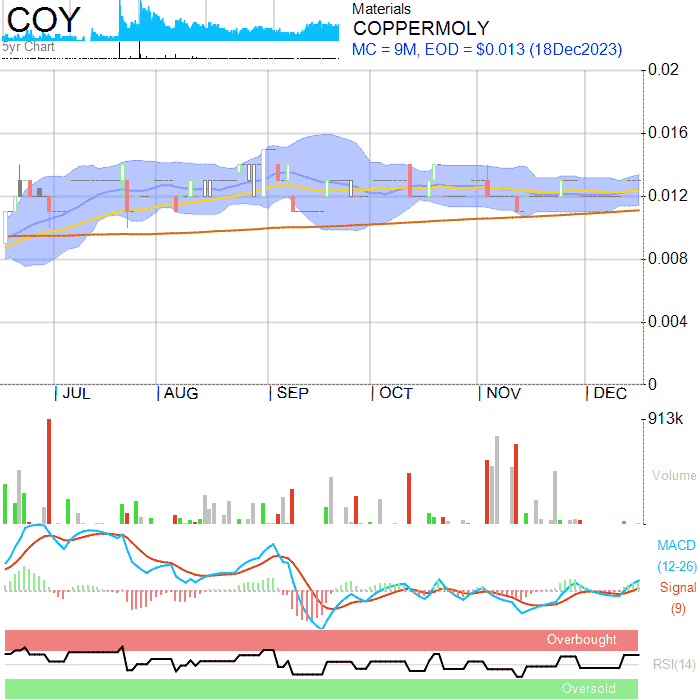 COY
5yr Chart
Materials
COPPERMOLY
MC = 9M, EOD = $0.013 (18Dec2023)
0.02
0.016
0.012
0.008
0.004
0
JUL AUG SEP OCT NOV DEC
913k
Volume
MACD
(12-26)
Signal
(9)
Overbought
RSI(14)
Oversold